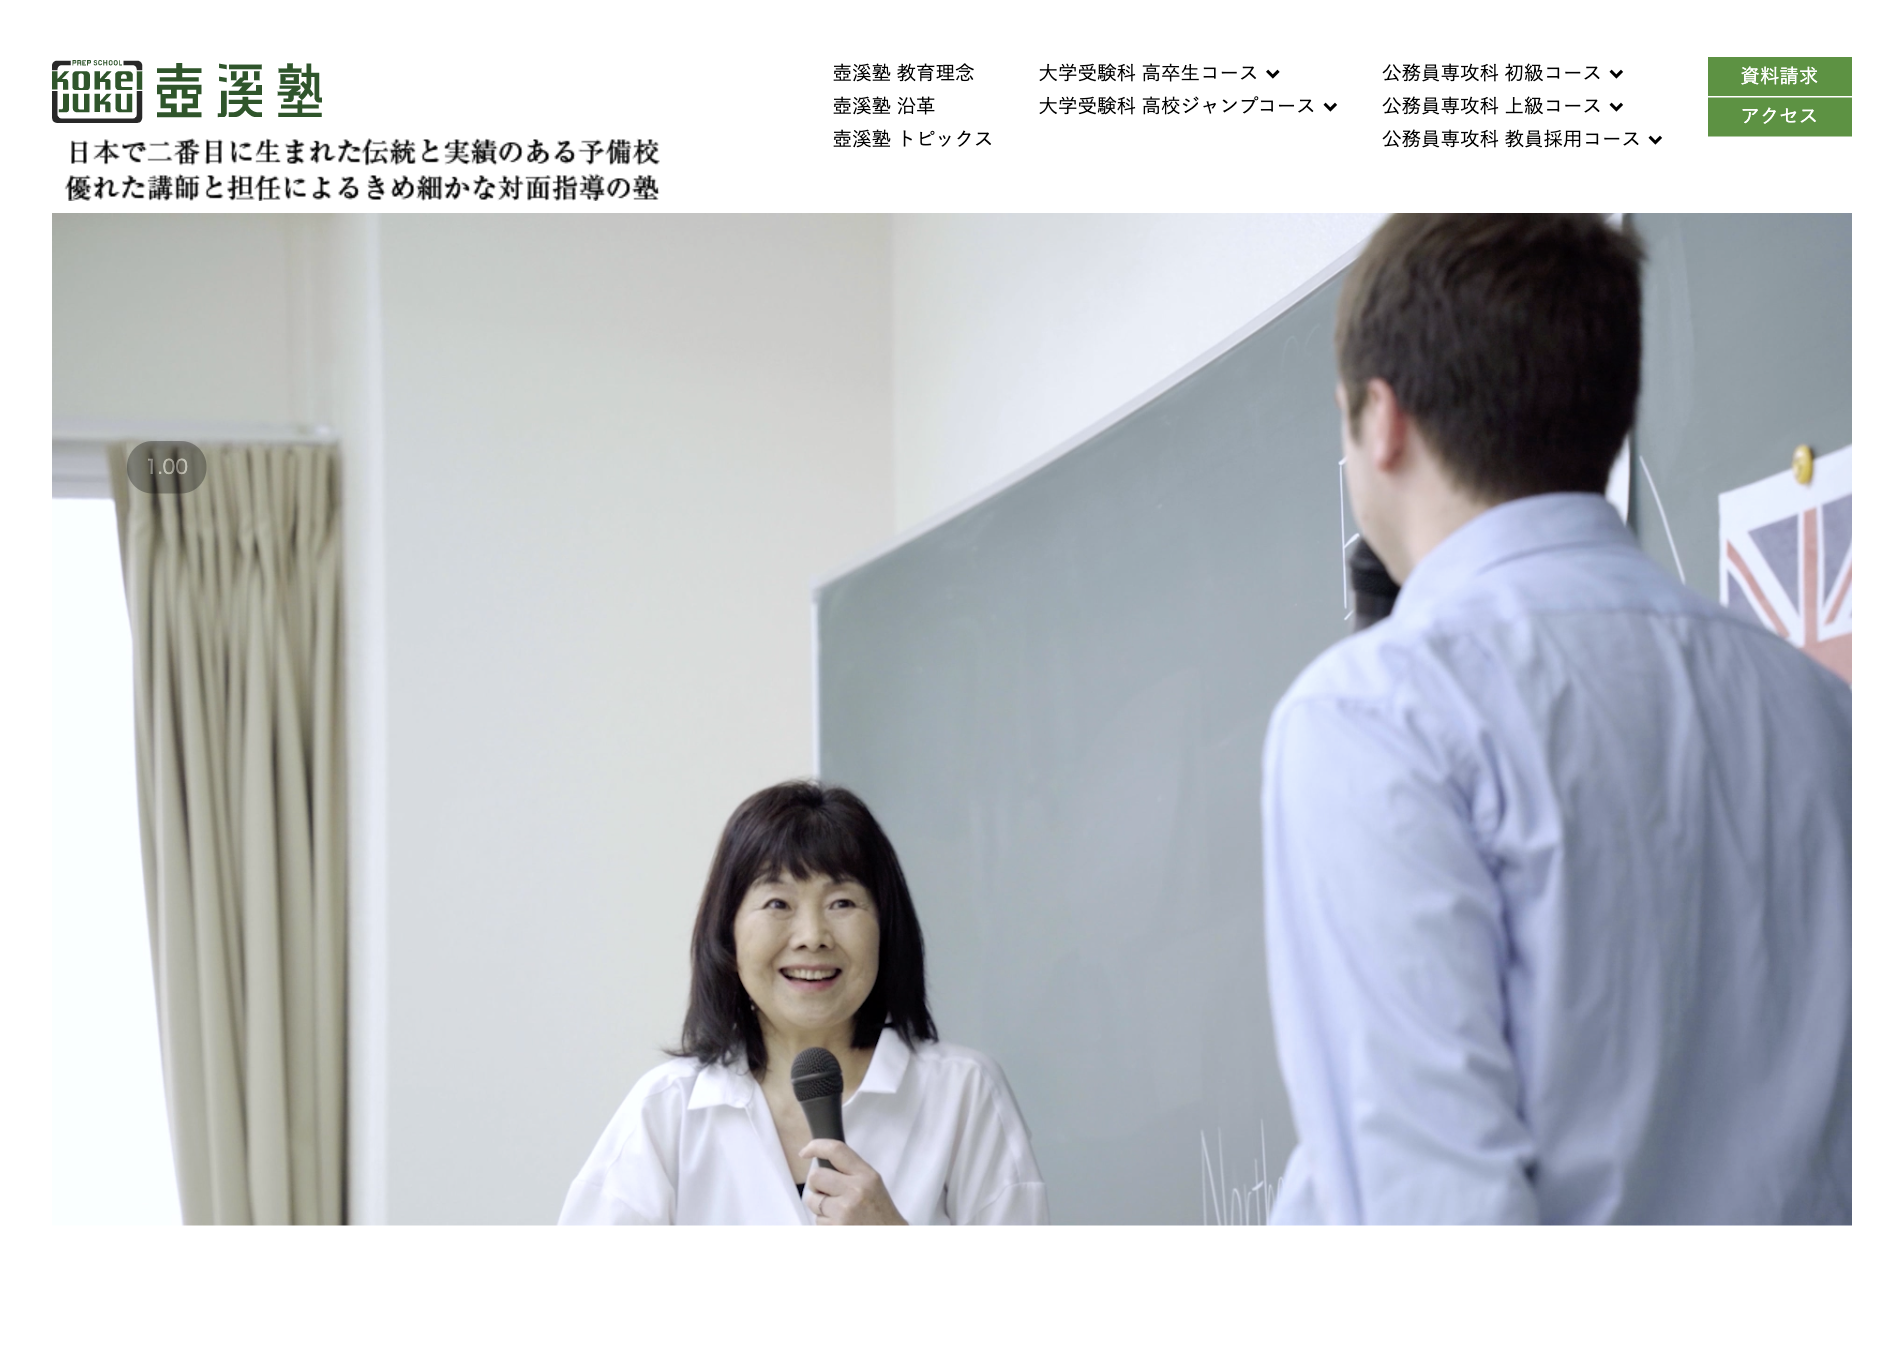 PREP SCHOOL
KOKEI
JUKU
壺溪塾
日本で二番目に生まれた伝統と実績のある予備校
優れた講師と担任によるきめ細かな対面指導の塾
壺溪塾 教育理念
壺溪塾 沿革
壺溪塾 トピックス
大学受験科 高卒生コース
大学受験科 高校ジャンプコース
公務員専攻科 初級コース
公務員専攻科 上級コース
公務員専攻科 教員採用コース
資料請求
アクセス
1.00